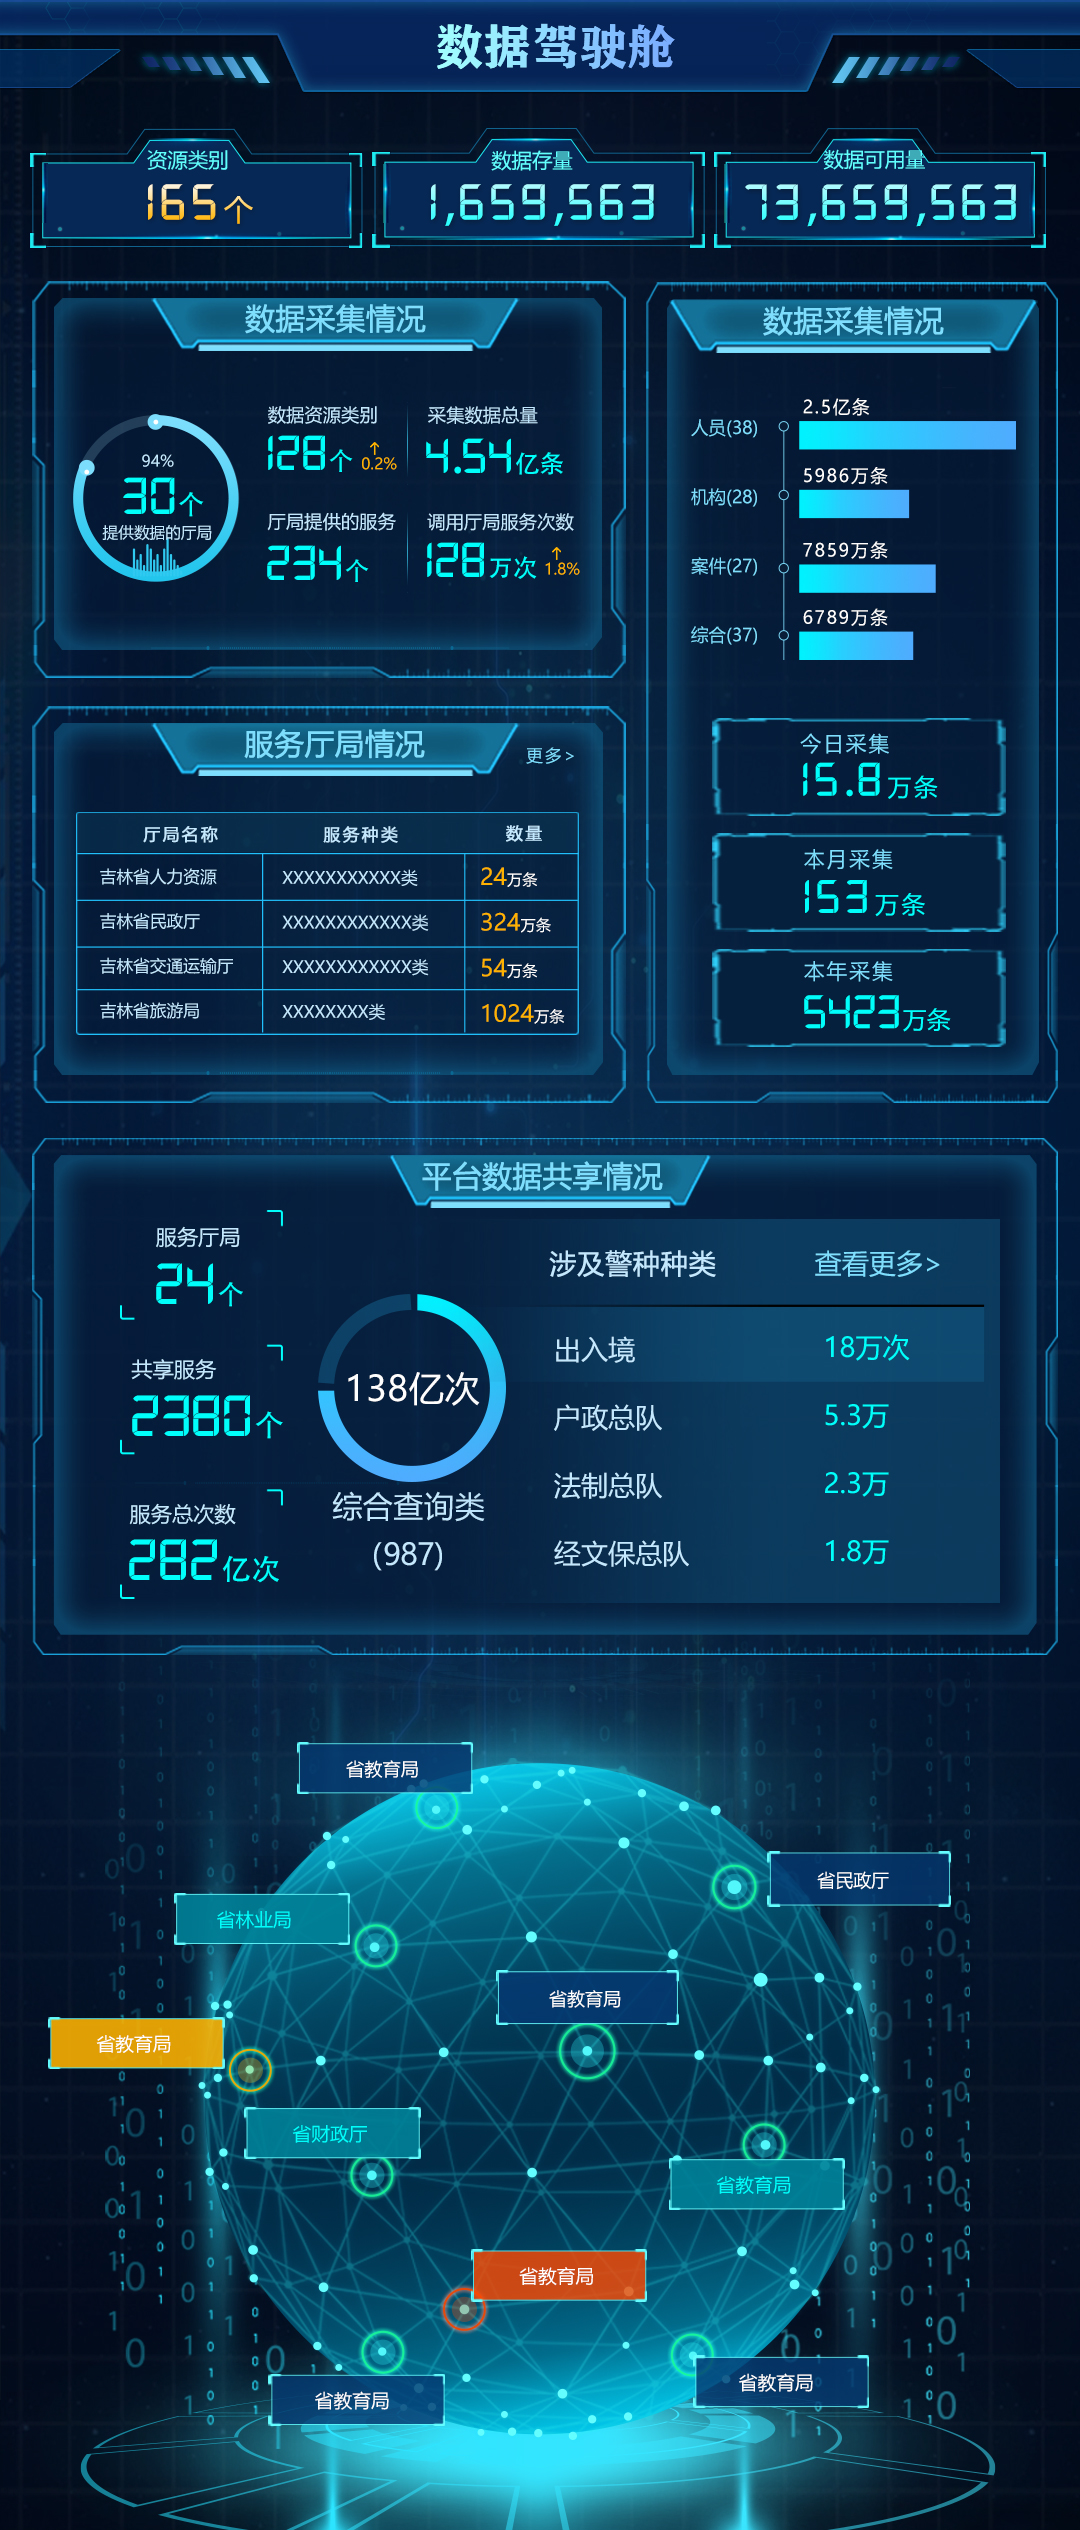 数据驾驶舱
资源类别
165个
数据存量
1,659,563
数据可用量
73,659,563
数据采集情况
94%
30个
提供数据的厅局
数据资源类别
128个 ↑ 0.2%
采集数据总量
4.54亿条
厅局提供的服务
234个
调用厅局服务次数
128万次 ↑ 1.8%
数据采集情况
2.5亿条
人员(38)
5986万条
机构(28)
7859万条
案件(27)
6789万条
综合(37)
今日采集
15.8万条
本月采集
153万条
本年采集
5423万条
服务厅局情况
更多>
厅局名称 服务种类 数量
吉林省人力资源 XXXXXXXXXXX类 24万条
吉林省民政厅 XXXXXXXXXXXX类 324万条
吉林省交通运输厅 XXXXXXXXXXXX类 54万条
吉林省旅游局 XXXXXXXX类 1024万条
平台数据共享情况
服务厅局
24个
共享服务
2380个
服务总次数
282亿次
138亿次
综合查询类
(987)
涉及警种种类 查看更多>
出入境 18万次
户政总队 5.3万
法制总队 2.3万
经文保总队 1.8万
省教育局
省民政厅
省林业局
省教育局
省教育局
省财政厅
省教育局
省教育局
省教育局
省教育局